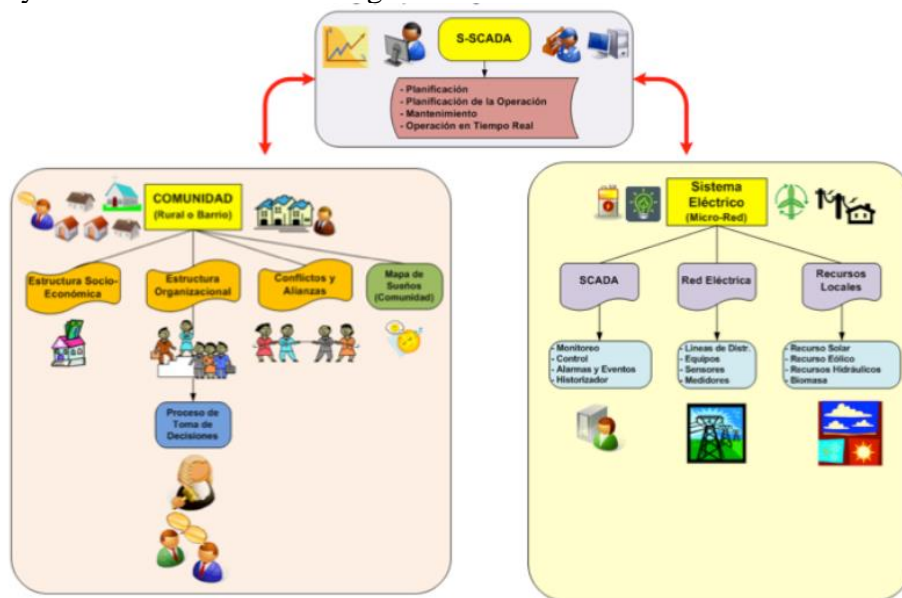 S-SCADA
- Planificación
- Planificación de la Operación
- Mantenimiento
- Operación en Tiempo Real
COMUNIDAD
(Rural o Barrio)
Estructura Socio-
Económica
Estructura
Organizacional
Conflictos y
Alianzas
Mapa de
Sueños
(Comunidad)
Proceso de
Toma de
Decisiones
Sistema
Eléctrico
(Micro-Red)
SCADA
Red Eléctrica
Recursos
Locales
- Monitoreo
- Control
- Alarmas y Eventos
- Historizador
- Líneas de Distr.
- Equipos
- Sensores
- Medidores
- Recurso Solar
- Recurso Eólico
- Recursos Hidráulicos
- Biomasa